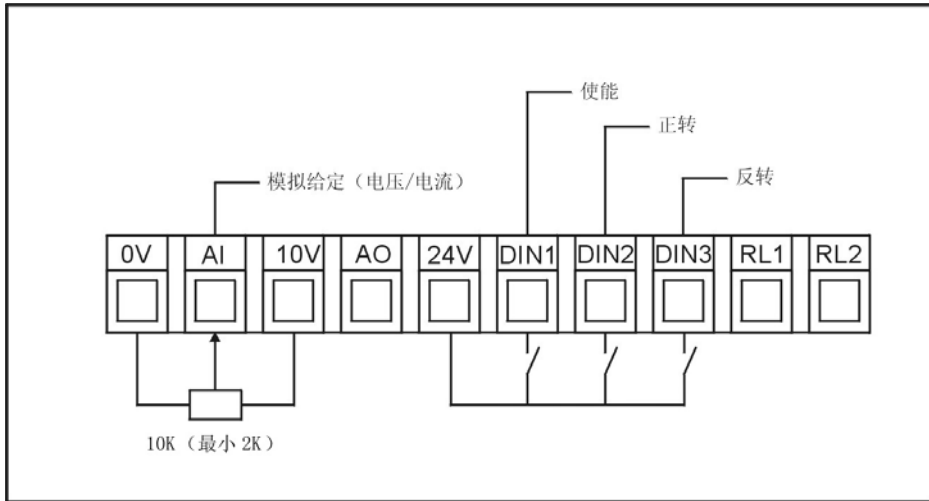 使能
正转
模拟给定（电压/电流）
反转
0V AI 10V AO 24V DIN1 DIN2 DIN3 RL1 RL2
10K（最小 2K）